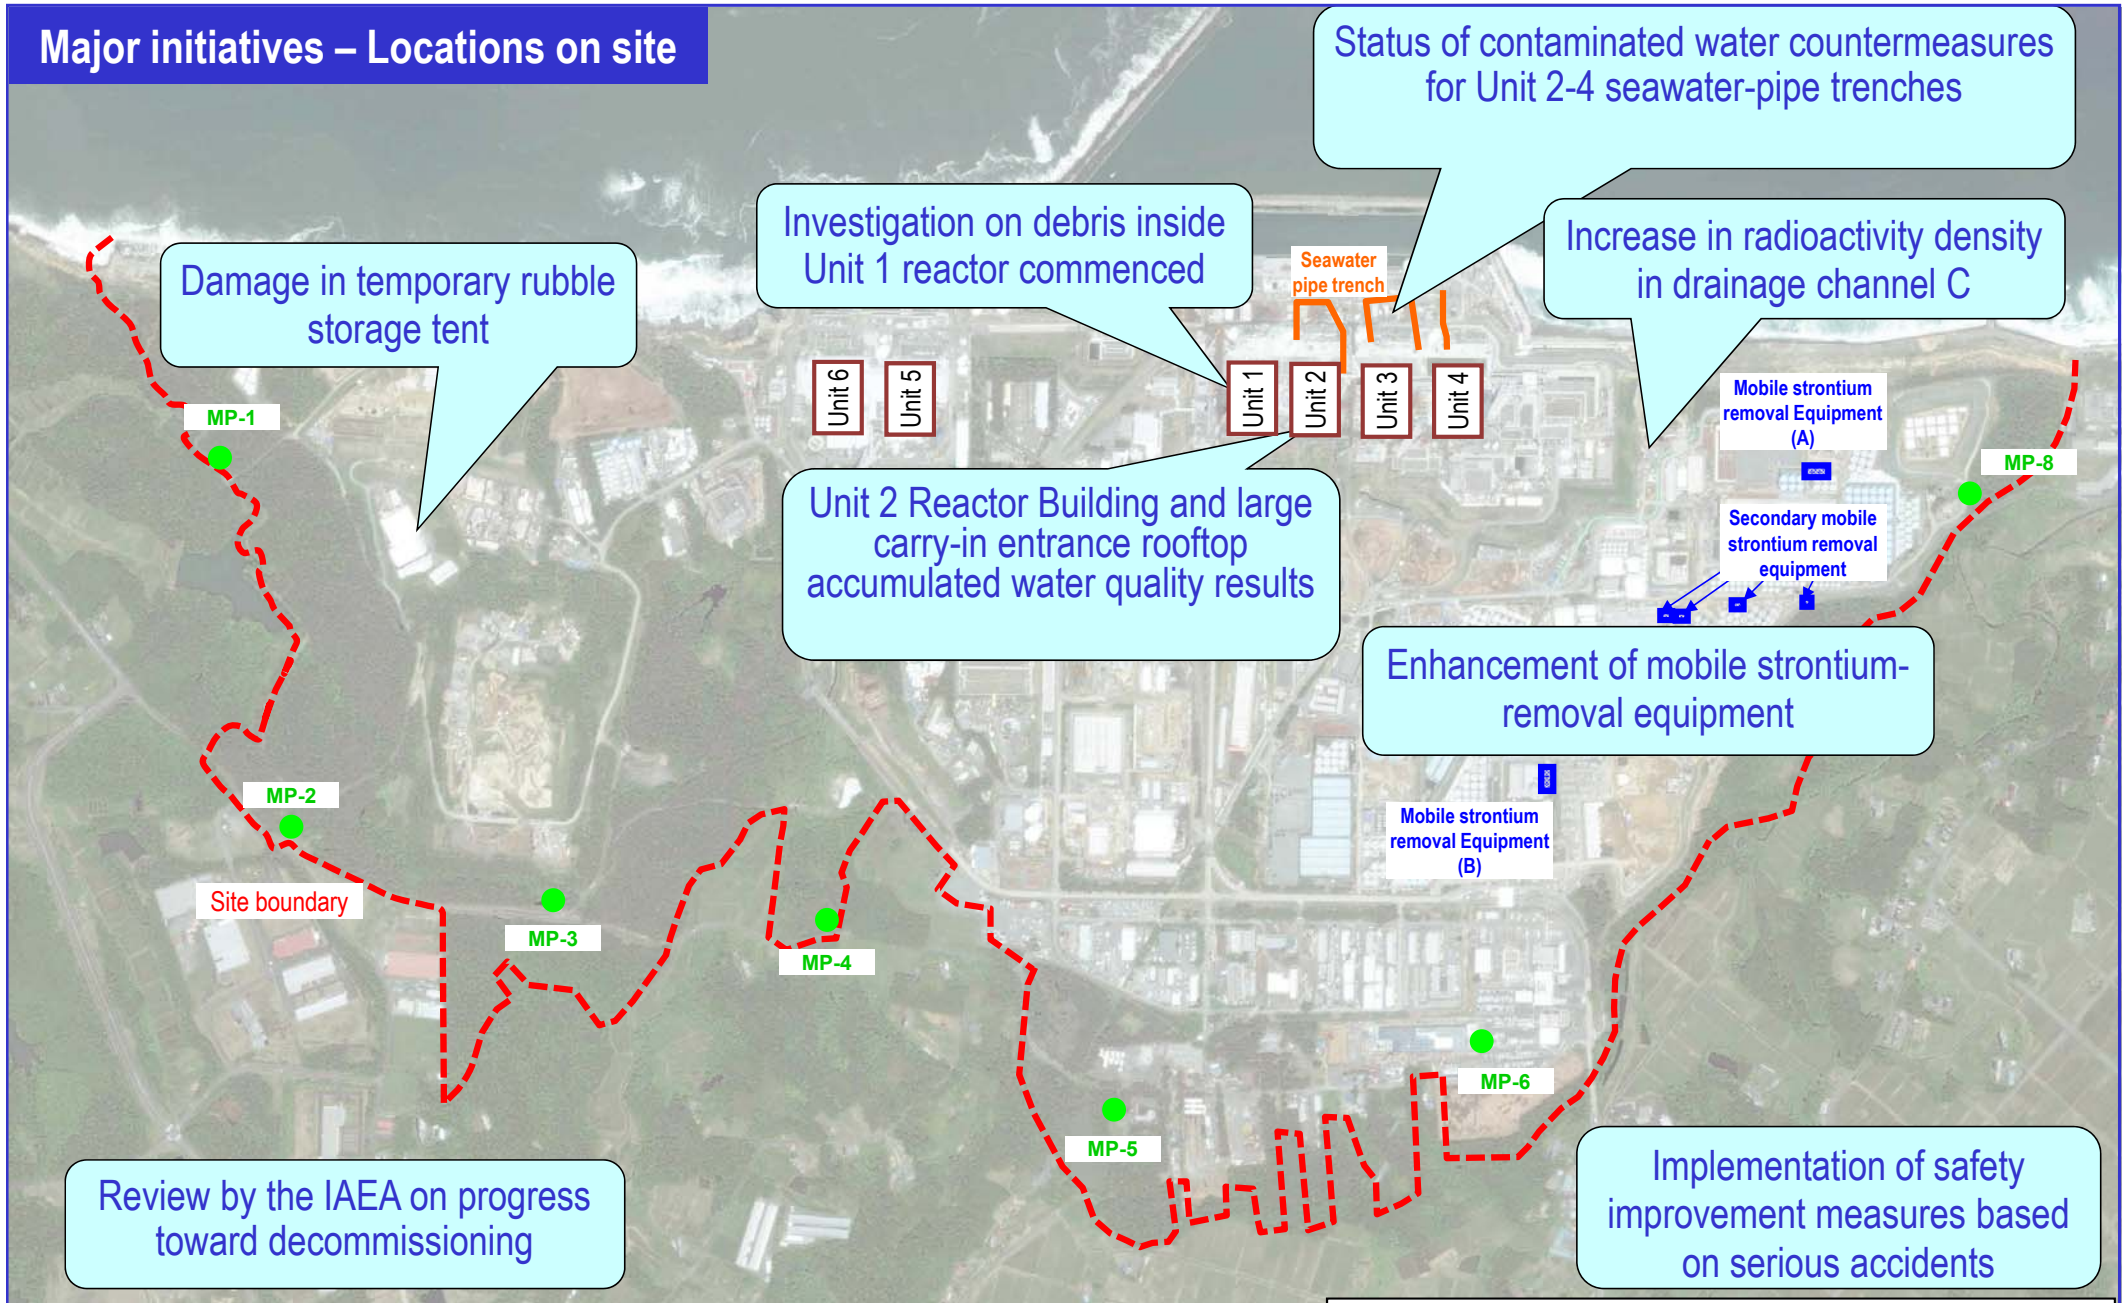 Major initiatives – Locations on site
Status of contaminated water countermeasures
for Unit 2-4 seawater-pipe trenches
Investigation on debris inside
Unit 1 reactor commenced
Increase in radioactivity density
in drainage channel C
Damage in temporary rubble
storage tent
Seawater
pipe trench
Unit 6
Unit 5
Unit 1
Unit 2
Unit 3
Unit 4
Mobile strontium
removal Equipment
(A)
MP-1
MP-8
Unit 2 Reactor Building and large
carry-in entrance rooftop
accumulated water quality results
Secondary mobile
strontium removal
equipment
Enhancement of mobile strontium-
removal equipment
MP-2
Mobile strontium
removal Equipment
(B)
Site boundary
MP-3
MP-4
MP-6
MP-5
Review by the IAEA on progress
toward decommissioning
Implementation of safety
improvement measures based
on serious accidents